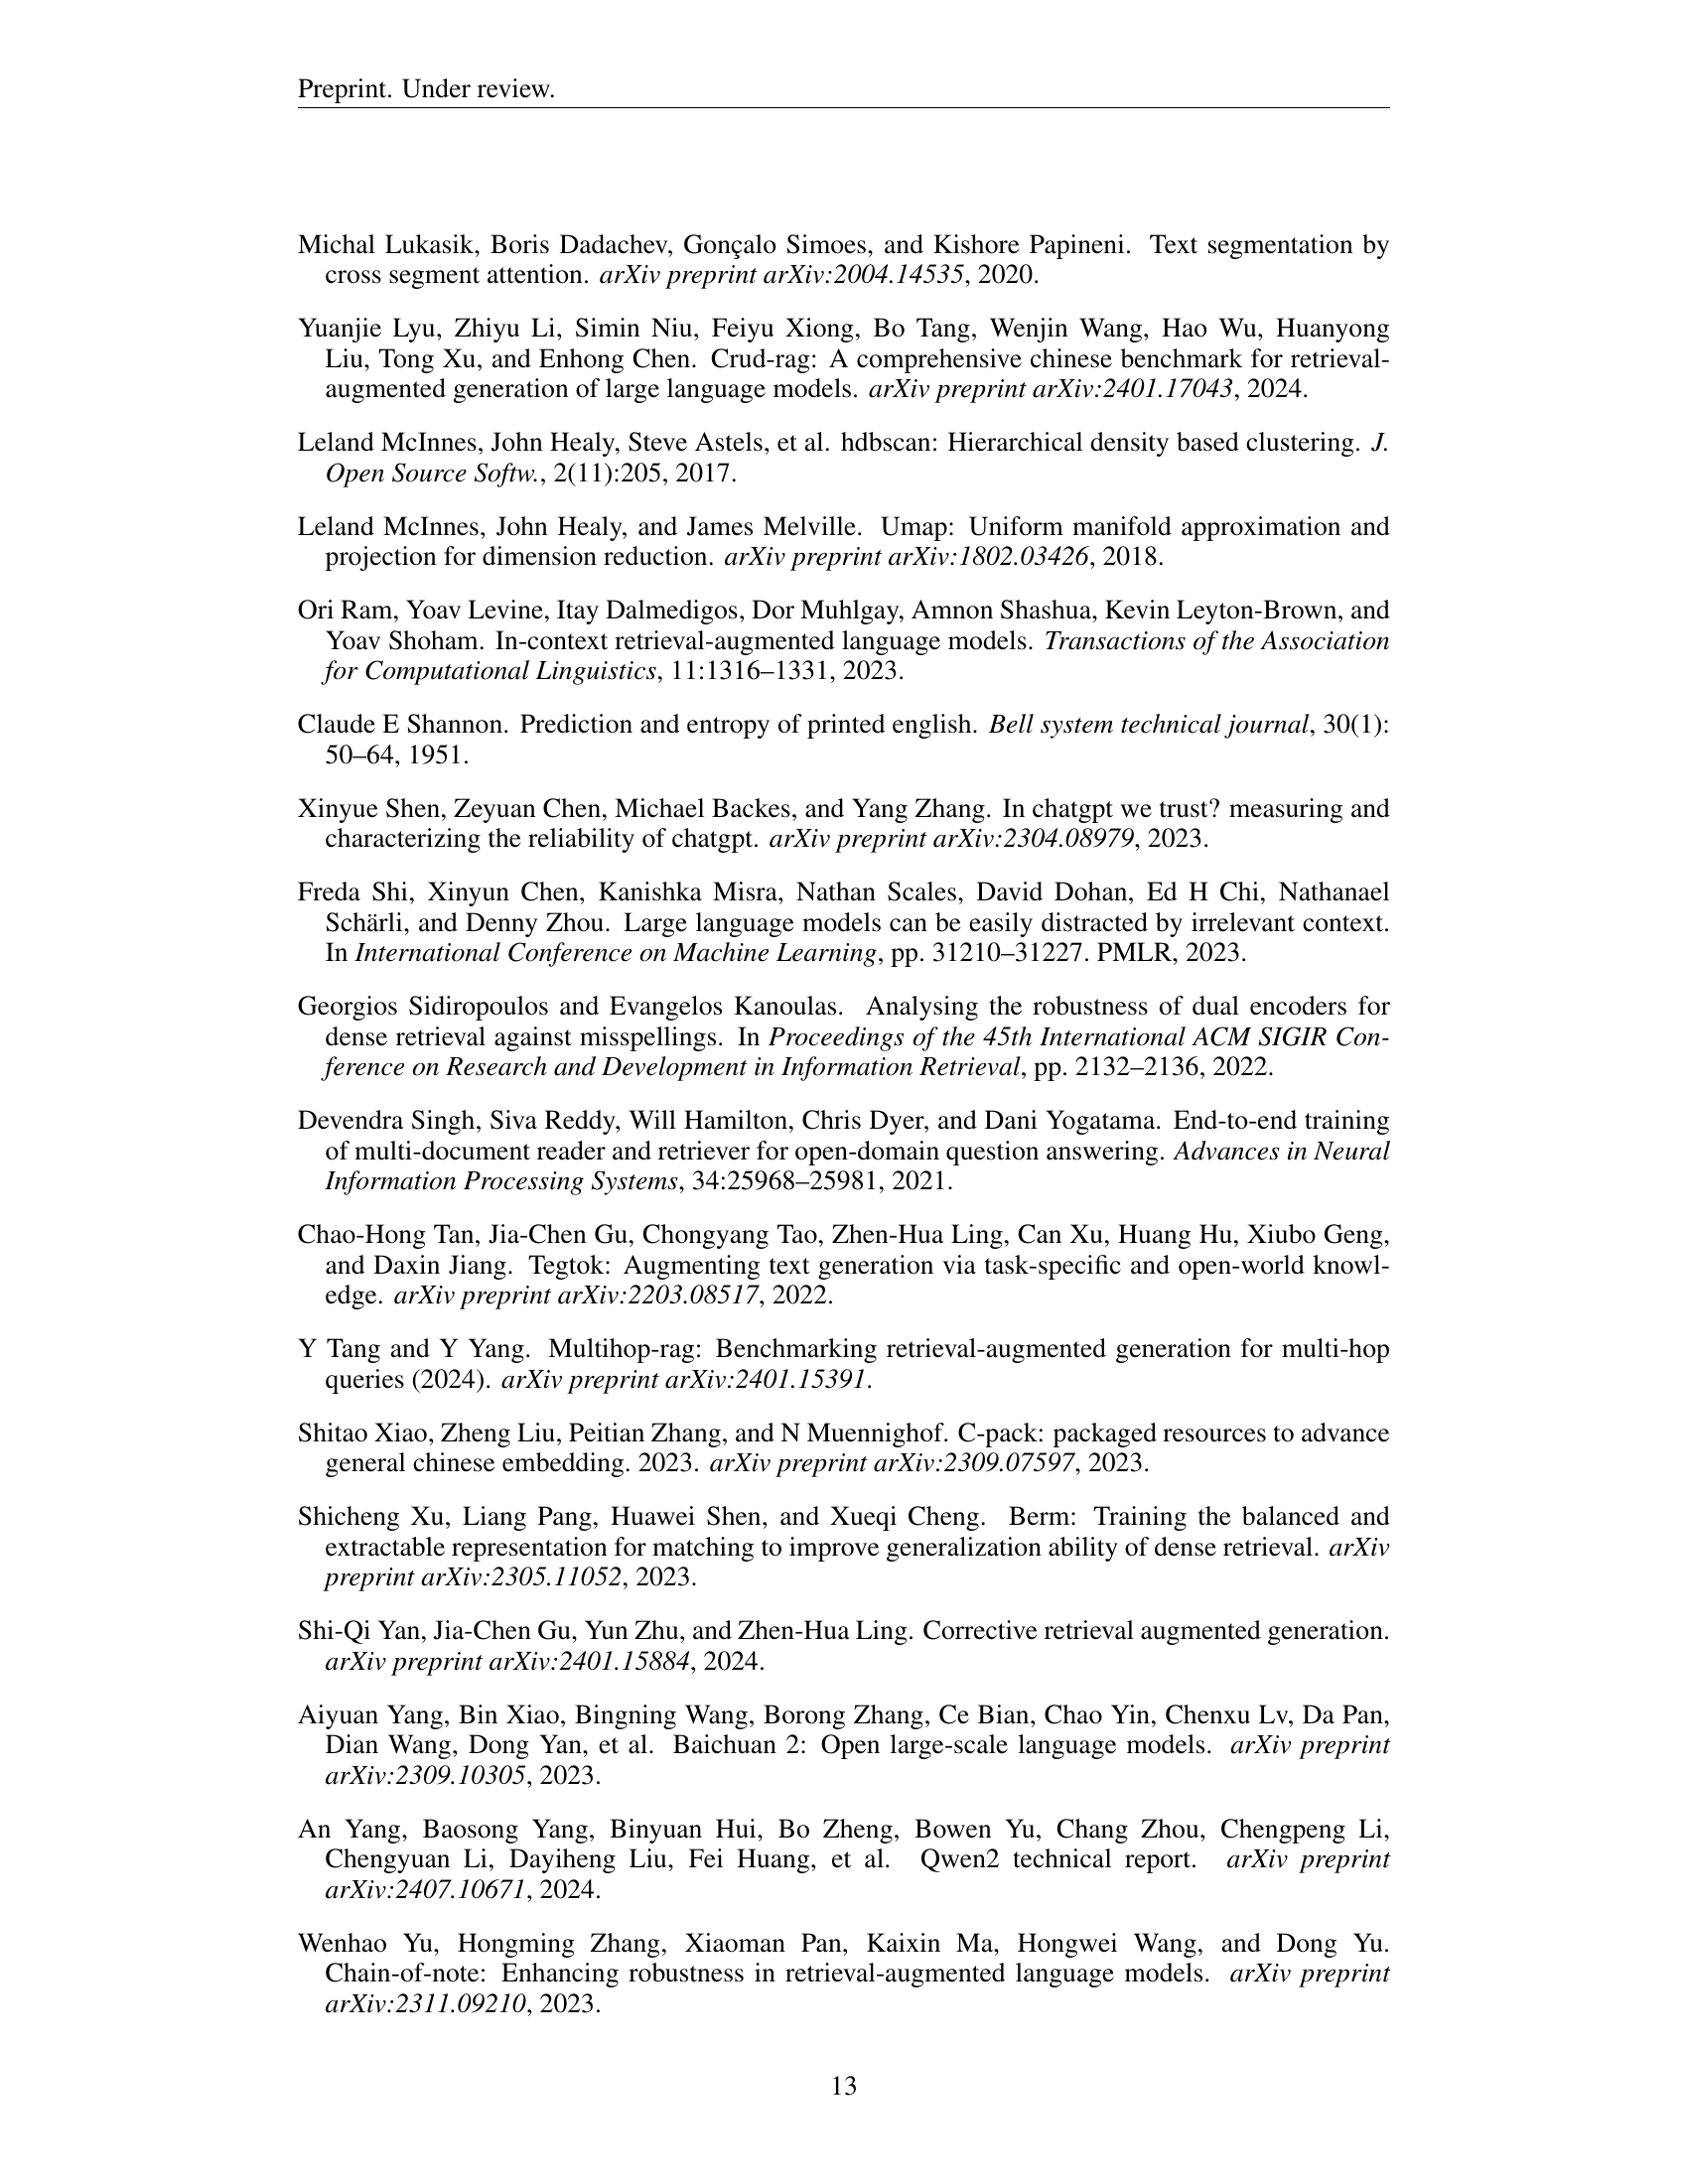 Preprint. Under review.
Michal Lukasik, Boris Dadachev, Gonçalo Simoes, and Kishore Papineni. Text segmentation by
cross segment attention. arXiv preprint arXiv:2004.14535, 2020.
Yuanjie Lyu, Zhiyu Li, Simin Niu, Feiyu Xiong, Bo Tang, Wenjin Wang, Hao Wu, Huanyong
Liu, Tong Xu, and Enhong Chen. Crud-rag: A comprehensive chinese benchmark for retrieval-
augmented generation of large language models. arXiv preprint arXiv:2401.17043, 2024.
Leland McInnes, John Healy, Steve Astels, et al. hdbscan: Hierarchical density based clustering. J.
Open Source Softw., 2(11):205, 2017.
Leland McInnes, John Healy, and James Melville. Umap: Uniform manifold approximation and
projection for dimension reduction. arXiv preprint arXiv:1802.03426, 2018.
Ori Ram, Yoav Levine, Itay Dalmedigos, Dor Muhlgay, Amnon Shashua, Kevin Leyton-Brown, and
Yoav Shoham. In-context retrieval-augmented language models. Transactions of the Association
for Computational Linguistics, 11:1316–1331, 2023.
Claude E Shannon. Prediction and entropy of printed english. Bell system technical journal, 30(1):
50–64, 1951.
Xinyue Shen, Zeyuan Chen, Michael Backes, and Yang Zhang. In chatgpt we trust? measuring and
characterizing the reliability of chatgpt. arXiv preprint arXiv:2304.08979, 2023.
Freda Shi, Xinyun Chen, Kanishka Misra, Nathan Scales, David Dohan, Ed H Chi, Nathanael
Schärli, and Denny Zhou. Large language models can be easily distracted by irrelevant context.
In International Conference on Machine Learning, pp. 31210–31227. PMLR, 2023.
Georgios Sidiropoulos and Evangelos Kanoulas. Analysing the robustness of dual encoders for
dense retrieval against misspellings. In Proceedings of the 45th International ACM SIGIR Con-
ference on Research and Development in Information Retrieval, pp. 2132–2136, 2022.
Devendra Singh, Siva Reddy, Will Hamilton, Chris Dyer, and Dani Yogatama. End-to-end training
of multi-document reader and retriever for open-domain question answering. Advances in Neural
Information Processing Systems, 34:25968–25981, 2021.
Chao-Hong Tan, Jia-Chen Gu, Chongyang Tao, Zhen-Hua Ling, Can Xu, Huang Hu, Xiubo Geng,
and Daxin Jiang. Tegtok: Augmenting text generation via task-specific and open-world knowl-
edge. arXiv preprint arXiv:2203.08517, 2022.
Y Tang and Y Yang. Multihop-rag: Benchmarking retrieval-augmented generation for multi-hop
queries (2024). arXiv preprint arXiv:2401.15391.
Shitao Xiao, Zheng Liu, Peitian Zhang, and N Muennighof. C-pack: packaged resources to advance
general chinese embedding. 2023. arXiv preprint arXiv:2309.07597, 2023.
Shicheng Xu, Liang Pang, Huawei Shen, and Xueqi Cheng. Berm: Training the balanced and
extractable representation for matching to improve generalization ability of dense retrieval. arXiv
preprint arXiv:2305.11052, 2023.
Shi-Qi Yan, Jia-Chen Gu, Yun Zhu, and Zhen-Hua Ling. Corrective retrieval augmented generation.
arXiv preprint arXiv:2401.15884, 2024.
Aiyuan Yang, Bin Xiao, Bingning Wang, Borong Zhang, Ce Bian, Chao Yin, Chenxu Lv, Da Pan,
Dian Wang, Dong Yan, et al. Baichuan 2: Open large-scale language models. arXiv preprint
arXiv:2309.10305, 2023.
An Yang, Baosong Yang, Binyuan Hui, Bo Zheng, Bowen Yu, Chang Zhou, Chengpeng Li,
Chengyuan Li, Dayiheng Liu, Fei Huang, et al. Qwen2 technical report. arXiv preprint
arXiv:2407.10671, 2024.
Wenhao Yu, Hongming Zhang, Xiaoman Pan, Kaixin Ma, Hongwei Wang, and Dong Yu.
Chain-of-note: Enhancing robustness in retrieval-augmented language models. arXiv preprint
arXiv:2311.09210, 2023.
13